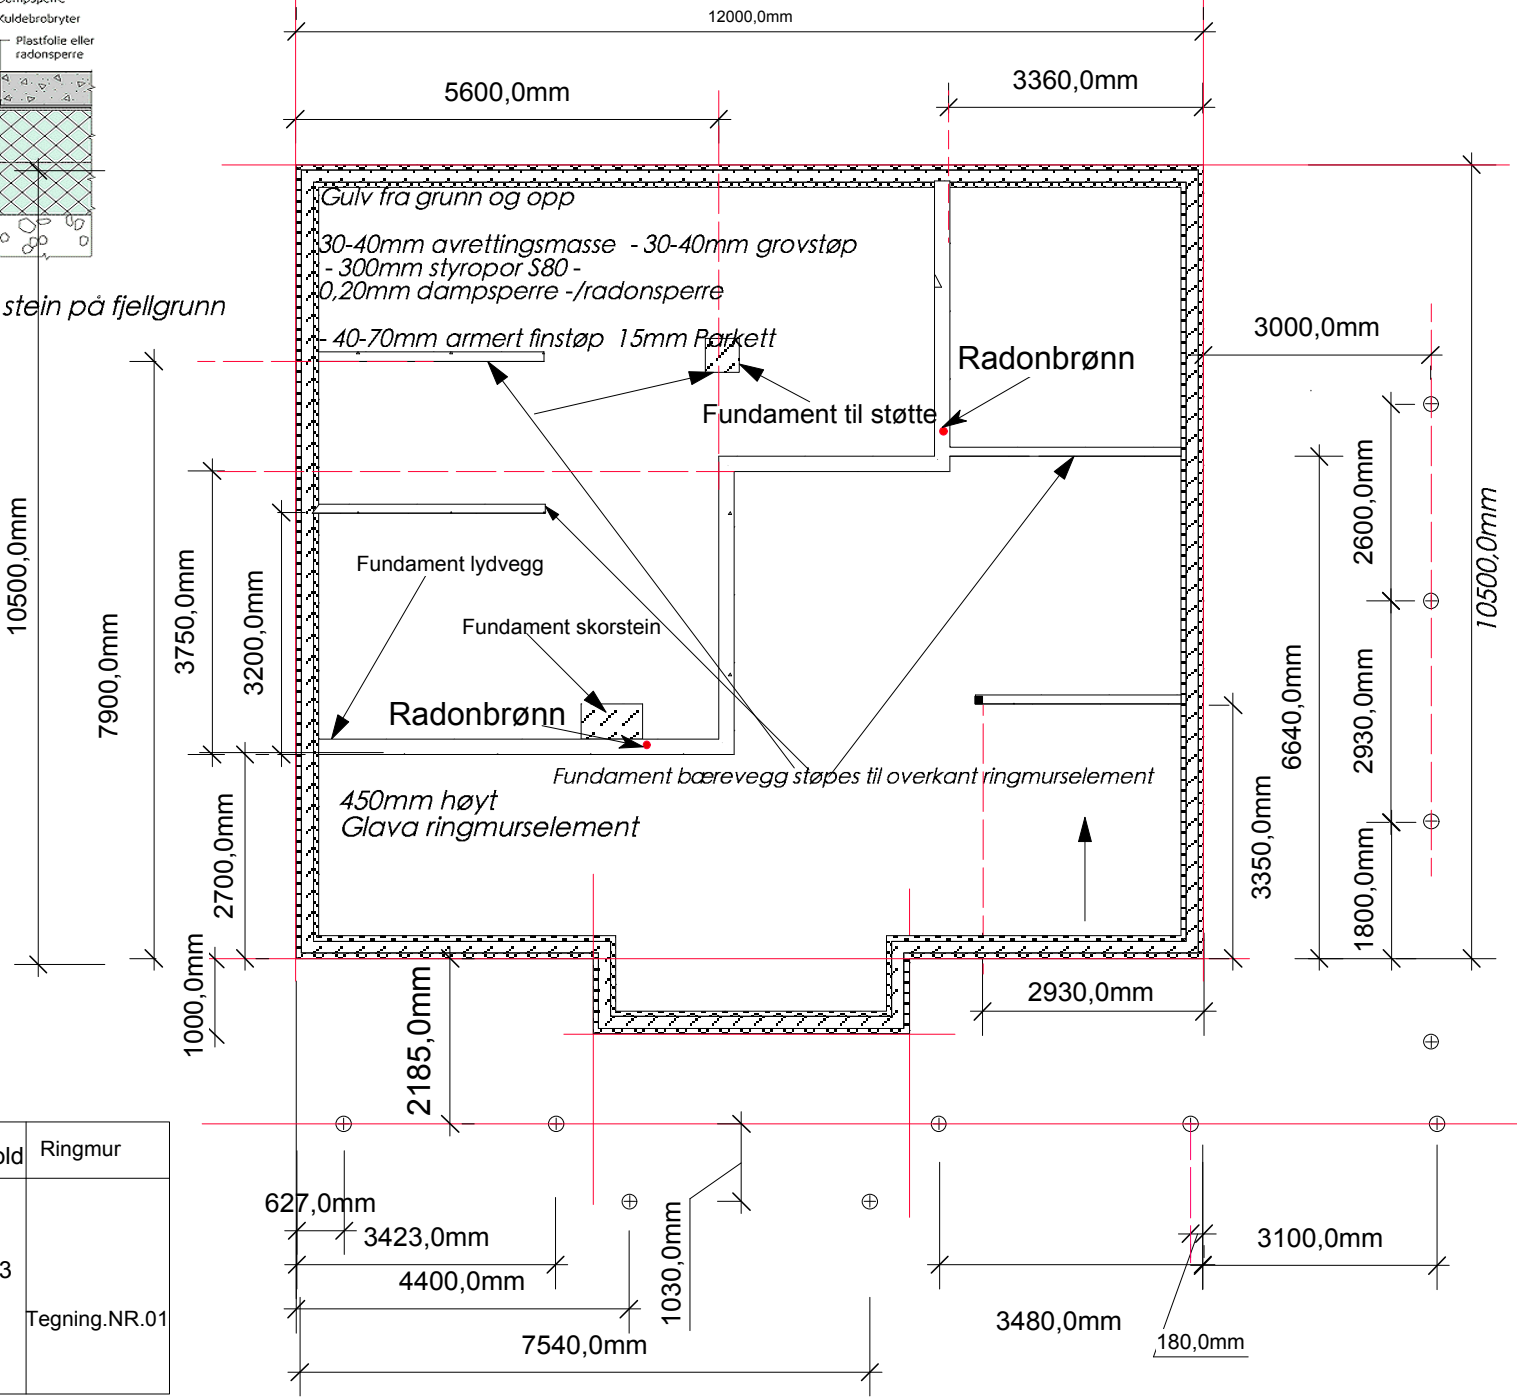 Kuldebrobryter
Plastfolie eller
radonsperre
stein på fjellgrunn
12000,0mm
5600,0mm
3360,0mm
Gulv fra grunn og opp
30-40mm avrettingsmasse - 30-40mm grovstøp
- 300mm styropor S80 -
0,20mm dampsperre -/radonsperre
- 40-70mm armert finstøp 15mm Parkett
3000,0mm
Radonbrønn
Fundament til støtte
10500,0mm
7900,0mm
3750,0mm
3200,0mm
2600,0mm
10500,0mm
Fundament lydvegg
Fundament skorstein
Radonbrønn
6640,0mm
2930,0mm
Fundament bærevegg støpes til overkant ringmurselement
450mm høyt
Glava ringmurselement
2700,0mm
3350,0mm
1800,0mm
1000,0mm
2185,0mm
2930,0mm
Ringmur
3
Tegning.NR.01
627,0mm
3423,0mm
4400,0mm
7540,0mm
1030,0mm
3100,0mm
3480,0mm
180,0mm